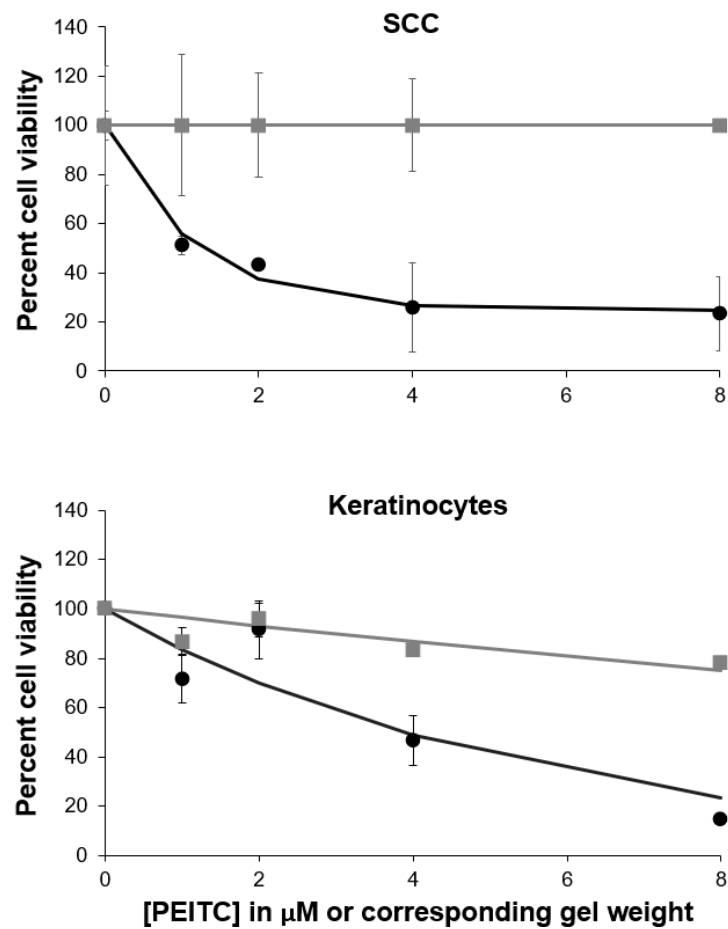 SCC
Percent cell viability
140
120
100
80
60
40
20
0
0 2 4 6 8
Keratinocytes
Percent cell viability
140
120
100
80
60
40
20
0
0 2 4 6 8
[PEITC] in μM or corresponding gel weight